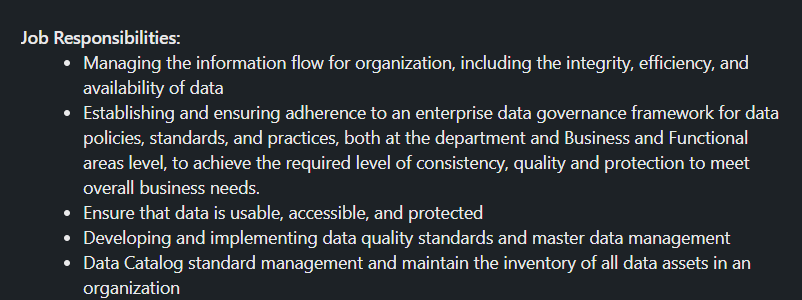 Job Responsibilities:
• Managing the information flow for organization, including the integrity, efficiency, and
availability of data
• Establishing and ensuring adherence to an enterprise data governance framework for data
policies, standards, and practices, both at the department and Business and Functional
areas level, to achieve the required level of consistency, quality and protection to meet
overall business needs.
• Ensure that data is usable, accessible, and protected
• Developing and implementing data quality standards and master data management
• Data Catalog standard management and maintain the inventory of all data assets in an
organization